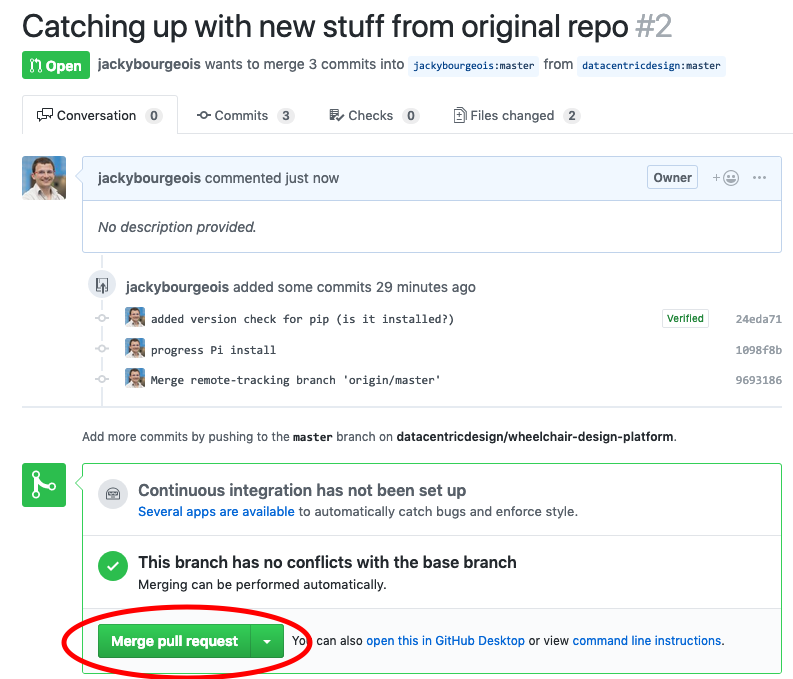 Catching up with new stuff from original repo #2
Open jackybourgeois wants to merge 3 commits into jackybourgeois:master from datacentricdesign:master
Conversation 0 Commits 3 Checks 0 Files changed 2
jackybourgeois commented just now Owner
No description provided.
jackybourgeois added some commits 29 minutes ago
added version check for pip (is it installed?) Verified 24eda71
progress Pi install 1098f8b
Merge remote-tracking branch 'origin/master' 9693186
Add more commits by pushing to the master branch on datacentricdesign/wheelchair-design-platform.
Continuous integration has not been set up
Several apps are available to automatically catch bugs and enforce style.
This branch has no conflicts with the base branch
Merging can be performed automatically.
Merge pull request You can also open this in GitHub Desktop or view command line instructions.